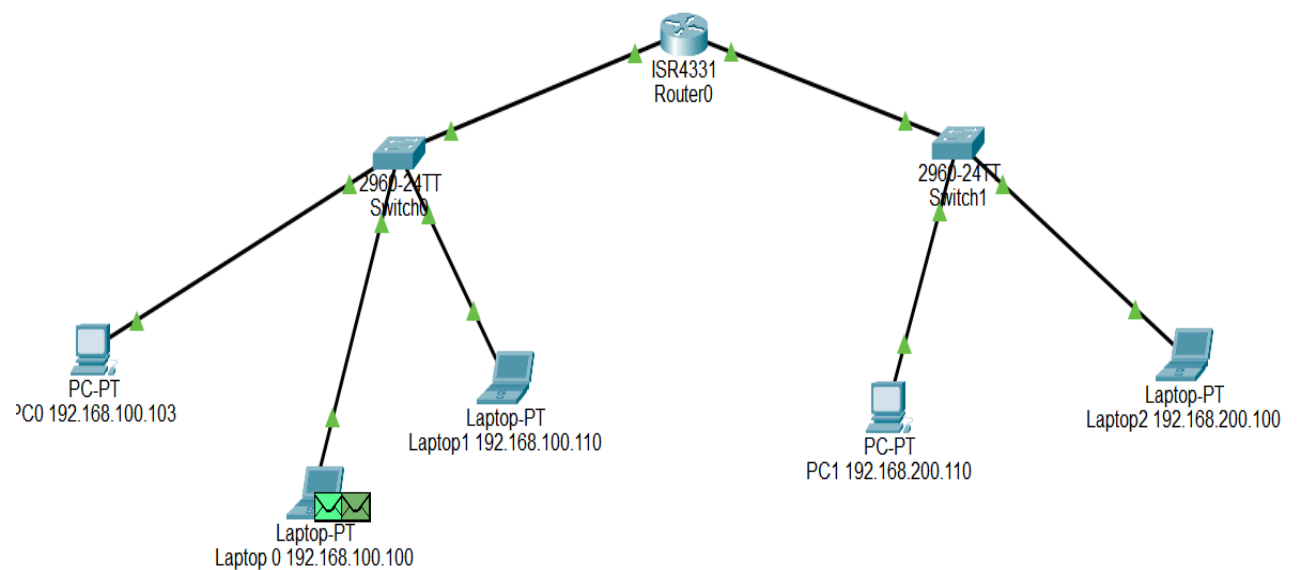 ISR4331
Router0
2960-24TT
Switch0
2960-24TT
Switch1
PC-PT
PC0 192.168.100.103
Laptop-PT
Laptop1 192.168.100.110
Laptop-PT
Laptop 0 192.168.100.100
PC-PT
PC1 192.168.200.110
Laptop-PT
Laptop2 192.168.200.100